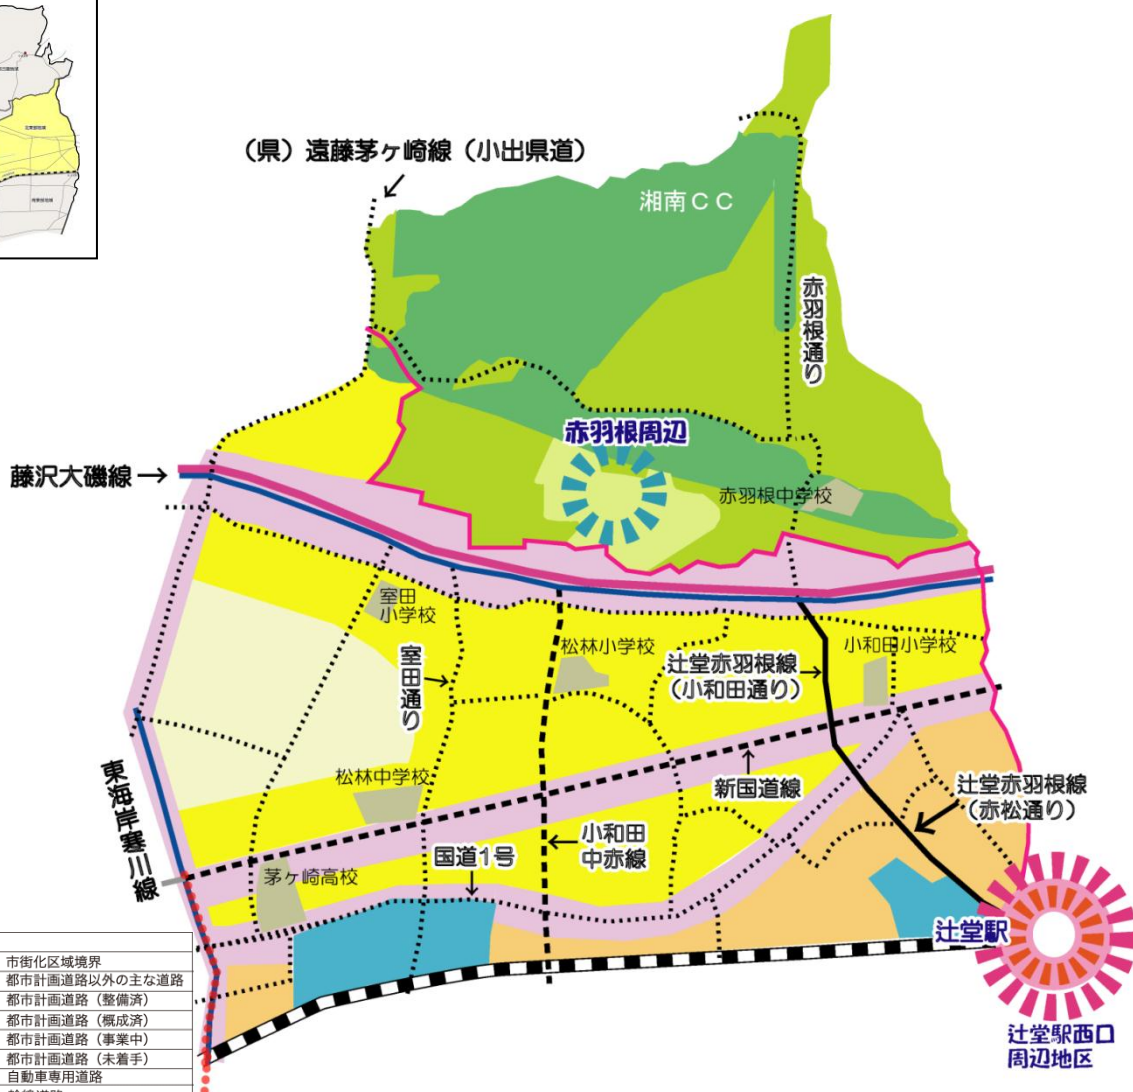 （県）遠藤茅ヶ崎線（小出県道）
湘南ＣＣ
赤羽根通り
赤羽根周辺
藤沢大磯線
赤羽根中学校
室田
小学校
松林小学校
小和田小学校
室田通り
辻堂赤羽根線
（小和田通り）
松林中学校
新国道線
辻堂赤羽根線
（赤松通り）
東海岸寒川線
小和田
中赤線
国道1号
茅ヶ崎高校
辻堂駅
辻堂駅西口
周辺地区
市街化区域境界
都市計画道路以外の主な道路
都市計画道路（整備済）
都市計画道路（概成済）
都市計画道路（事業中）
都市計画道路（未着手）
自動車専用道路